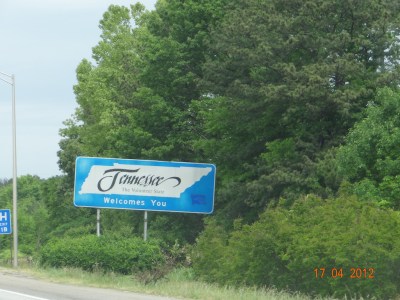 Tennessee
The Volunteer State
Welcomes You
H
17 04 2012